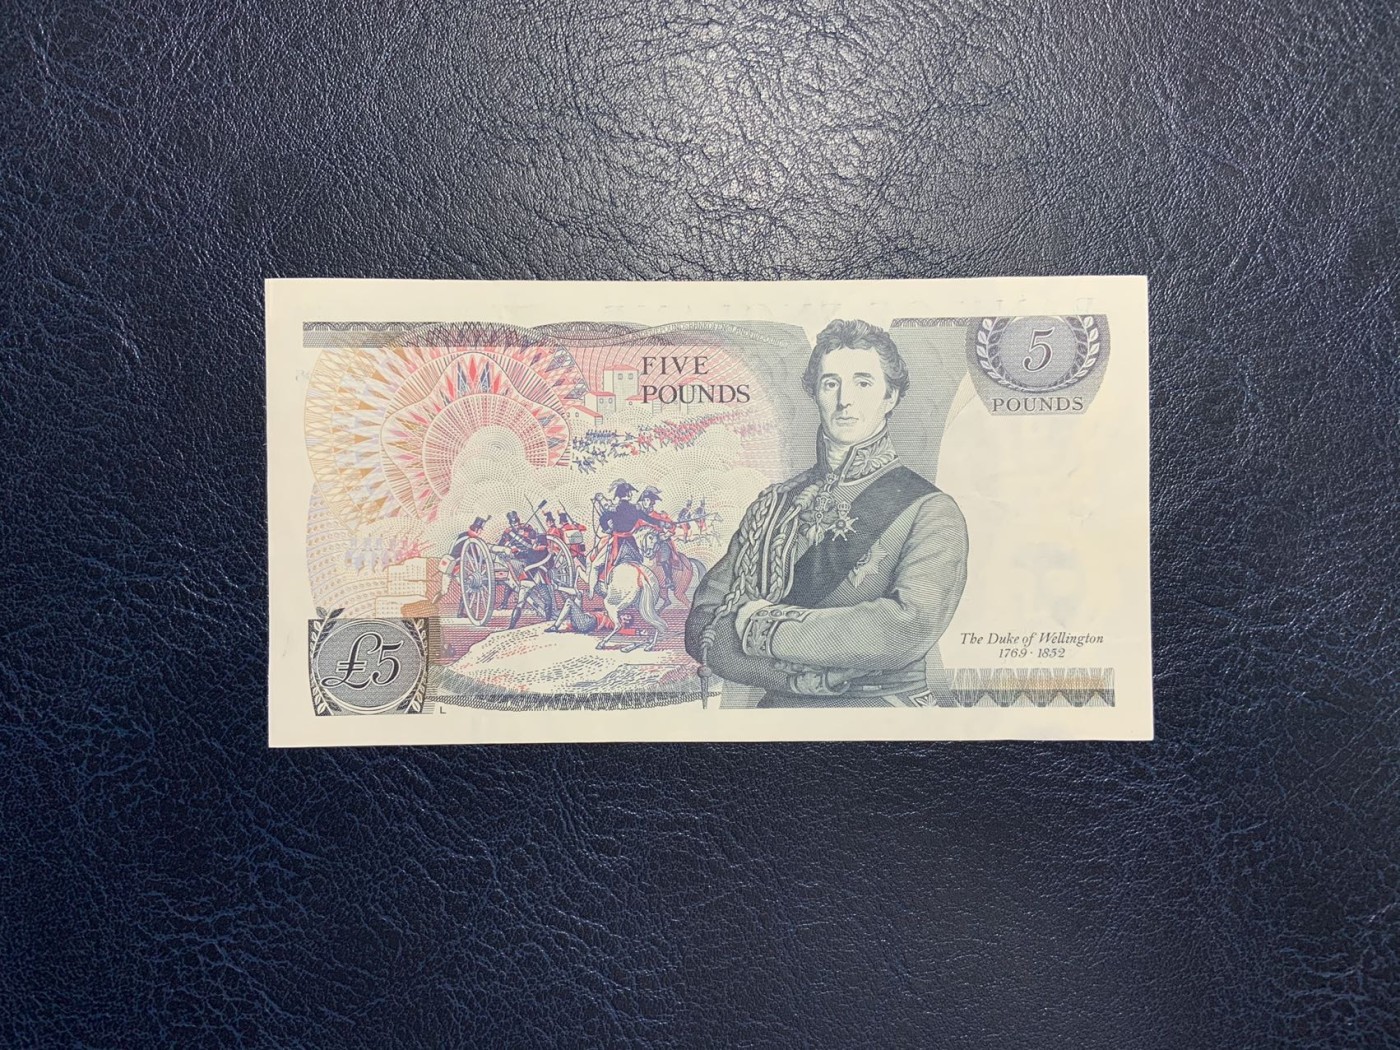 FIVE
POUNDS
5
POUNDS
The Duke of Wellington
1769 · 1852
£5
L